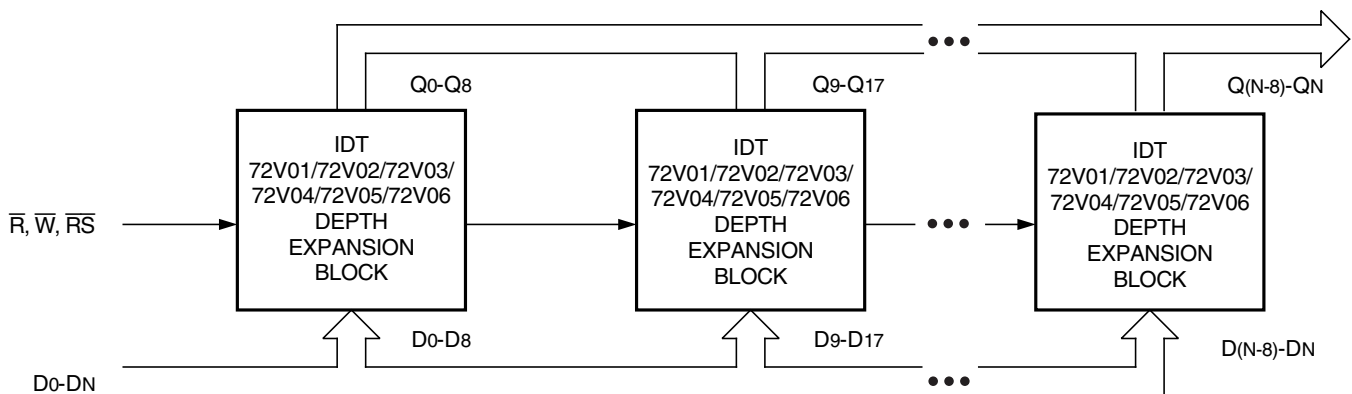 Q0-Q8
Q9-Q17
Q(N-8)-QN
IDT
72V01/72V02/72V03/
72V04/72V05/72V06
DEPTH
EXPANSION
BLOCK
IDT
72V01/72V02/72V03/
72V04/72V05/72V06
DEPTH
EXPANSION
BLOCK
IDT
72V01/72V02/72V03/
72V04/72V05/72V06
DEPTH
EXPANSION
BLOCK
R̅, W̅, R̅S̅
D0-D8
D9-D17
D(N-8)-DN
D0-DN